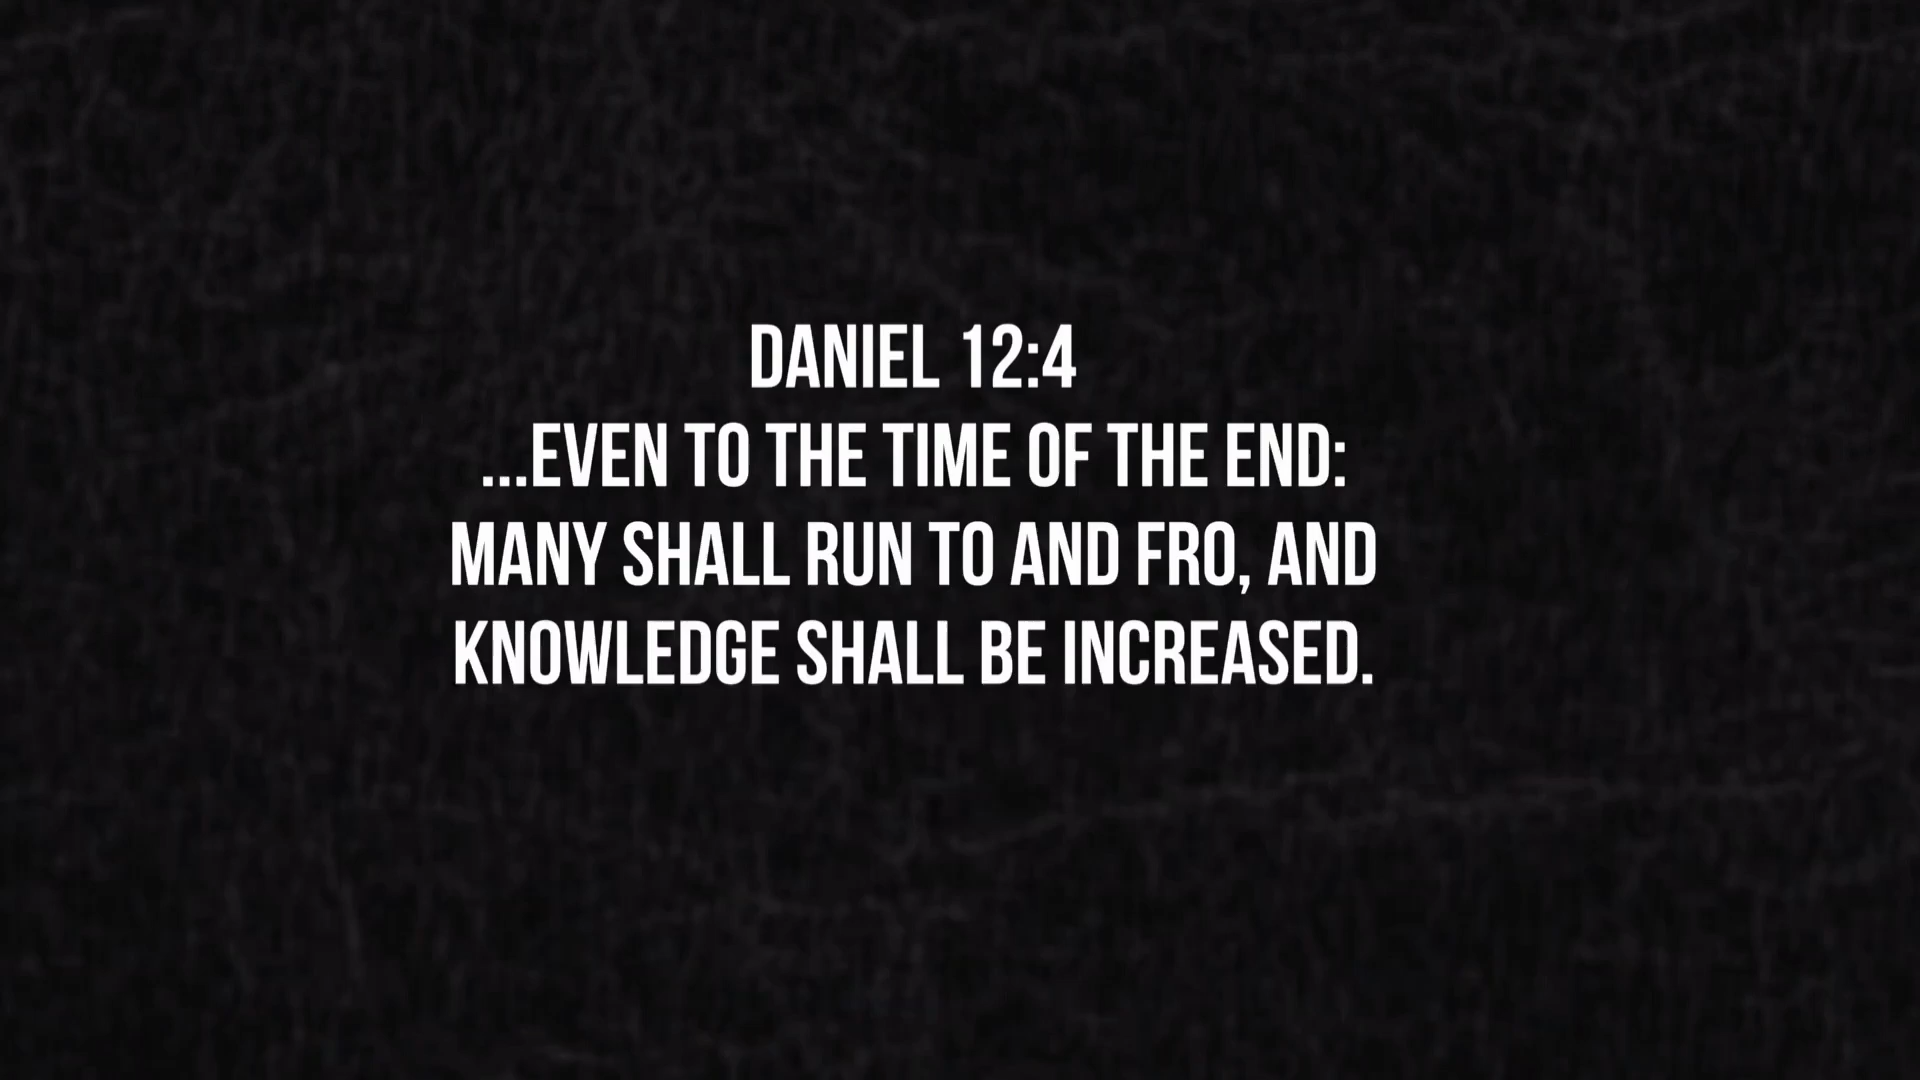 DANIEL 12:4
...EVEN TO THE TIME OF THE END:
MANY SHALL RUN TO AND FRO, AND
KNOWLEDGE SHALL BE INCREASED.